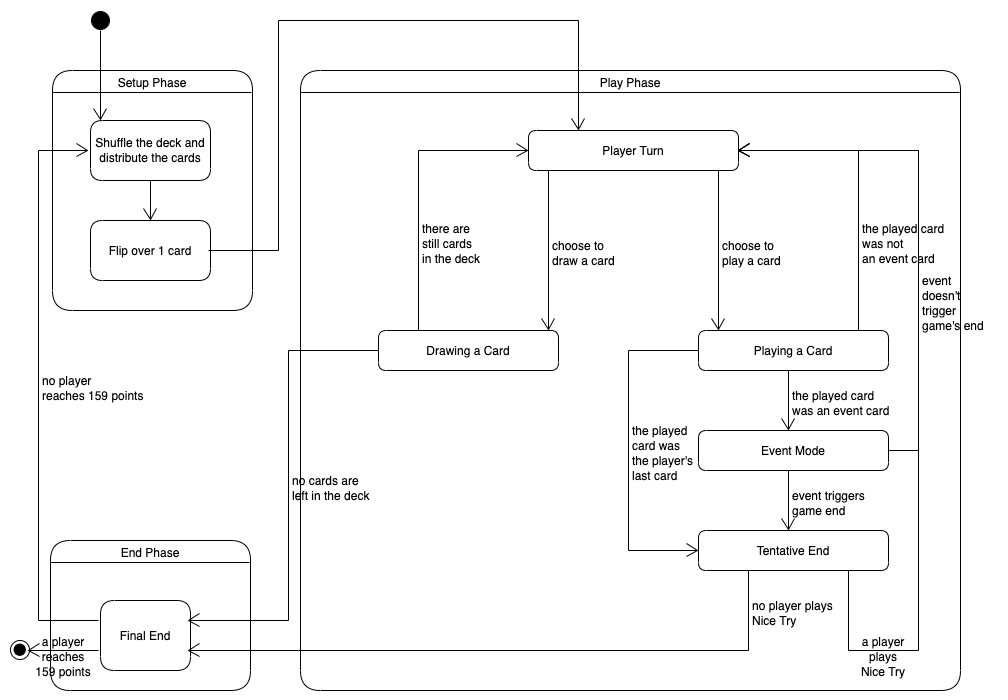 Setup Phase
Play Phase
Shuffle the deck and
distribute the cards
Player Turn
Flip over 1 card
there are
still cards
in the deck
choose to
draw a card
choose to
play a card
the played card
was not
an event card
event
doesn't
trigger
game's end
Drawing a Card
Playing a Card
no player
reaches 159 points
the played card
was an event card
the played
card was
the player's
last card
Event Mode
no cards are
left in the deck
event triggers
game end
End Phase
Tentative End
Final End
no player plays
Nice Try
a player
reaches
159 points
a player
plays
Nice Try